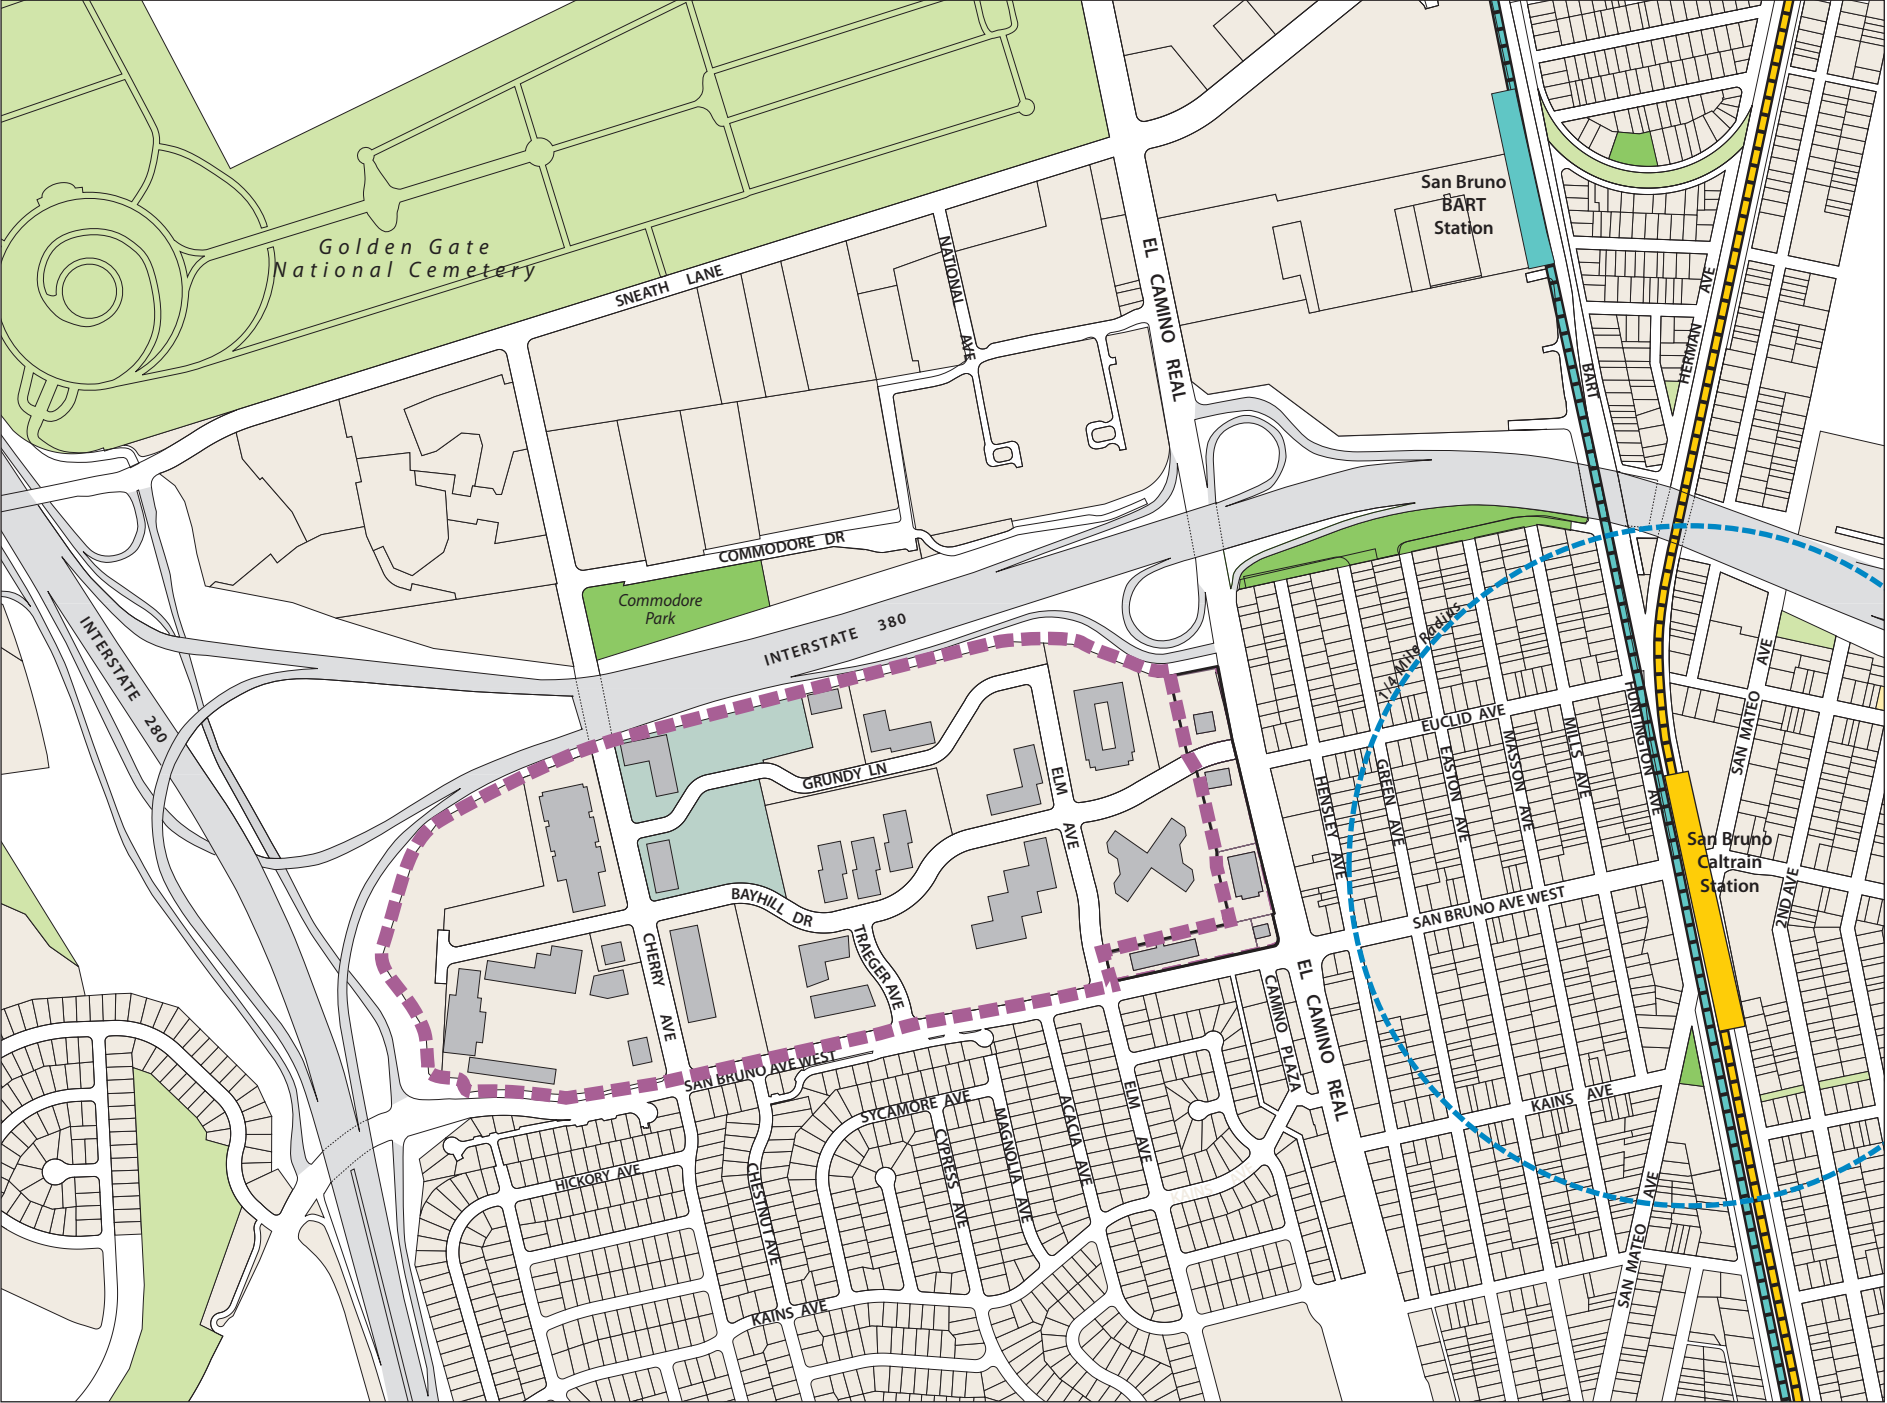 San Bruno
BART
Station
Golden Gate
National Cemetery
SNEATH LANE
NATIONAL AVE
EL CAMINO REAL
HERMAN AVE
BART
COMMODORE DR
Commodore
Park
INTERSTATE 380
INTERSTATE 280
1/4 Mile Radius
EUCLID AVE
HUNTINGTON AVE
SAN MATEO AVE
GRUNDY LN
ELM AVE
HENSLEY AVE
GREEN AVE
EASTON AVE
MASSON AVE
MILLS AVE
San Bruno
Caltrain
Station
2ND AVE
BAYHILL DR
SAN BRUNO AVE WEST
CHERRY AVE
TRAEGER AVE
EL CAMINO REAL
CAMINO PLAZA
SAN BRUNO AVE WEST
SYCAMORE AVE
KAINS AVE
HICKORY AVE
CHESTNUT AVE
CYPRESS AVE
MAGNOLIA AVE
ACACIA AVE
ELM AVE
KAINS
SAN MATEO AVE
KAINS AVE